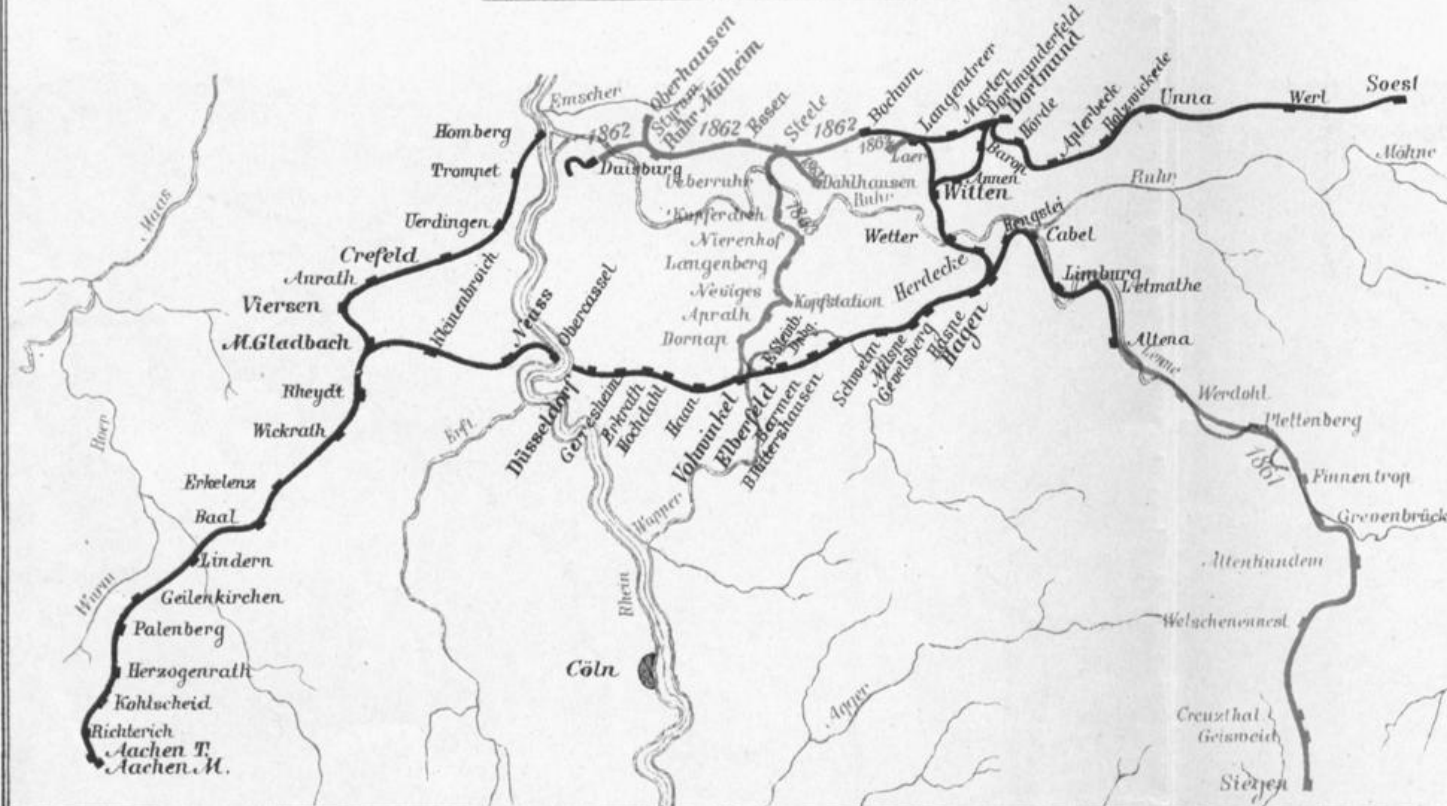 Oberhausen
Styrum
Ruhr-Mülheim
Emscher
1862
1862
Essen
Steele
1862
Bochum
1862
Laer
Langendreer
Marten
Dortmunderfeld
Dortmund
Hörde
Aplerbeck
Holzwickede
Unna
Werl
Soest
Homberg
Trompet
Uerdingen
Crefeld
Anrath
Viersen
M.Gladbach
Rheydt
Wickrath
Erkelenz
Baal
Lindern
Geilenkirchen
Palenberg
Herzogenrath
Kohlscheid
Richterich
Aachen T.
Aachen M.
Maas
Roer
Wurm
Kleinenbroich
Neuss
Obercassel
Erft
Rhein
Cöln
Duisburg
Ueberruhr
Dahlhausen
Kupferdreh
Ruhr
Nierenhof
Langenberg
Neviges
Kopfstation
Aprath
Dornap
Düsseldorf
Gerresheim
Erkrath
Hochdahl
Haan
Vohwinkel
Elberfeld
Barmen
Rittershausen
Schwelm
Milspe
Gevelsberg
Haspe
Hagen
Herdecke
Wetter
Witten
Annen
Barop
Hengstei
Cabel
Limburg
Letmathe
Altena
Lenne
Werdohl
Plettenberg
1861
Finnentrop
Grevenbrück
Altenhundem
Welschenennest
Creuzthal
Geisweid
Siegen
Ruhr
Möhne
Wupper
Agger